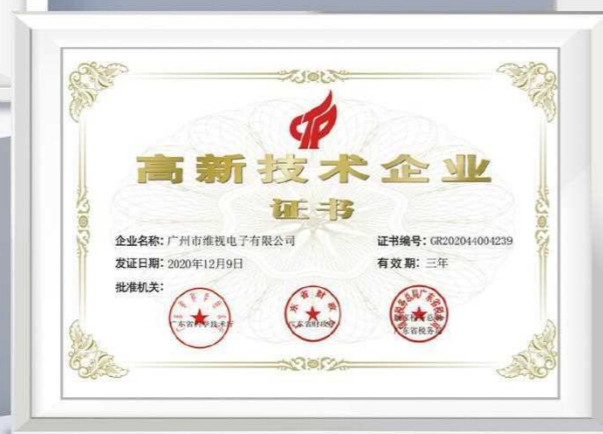 高新技术企业
证书
企业名称：广州市维视电子有限公司
证书编号：GR202044004239
发证日期：2020年12月9日
有效期：三年
批准机关：
广东省科学技术厅
广东省财政厅
国家税务总局广东省税务局